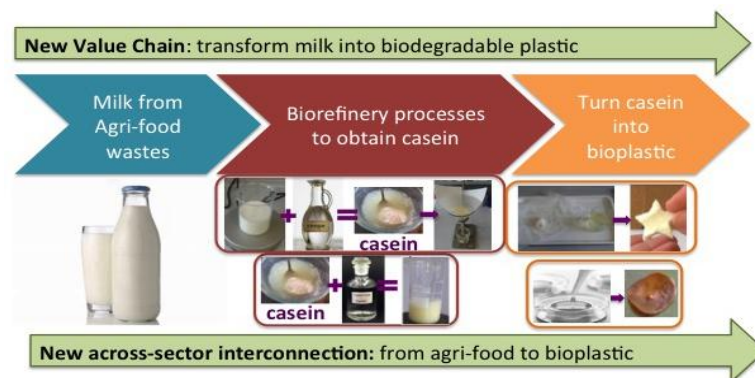 New Value Chain: transform milk into biodegradable plastic
Milk from
Agri-food
wastes
Biorefinery processes
to obtain casein
Turn casein
into
bioplastic
casein
casein
New across-sector interconnection: from agri-food to bioplastic